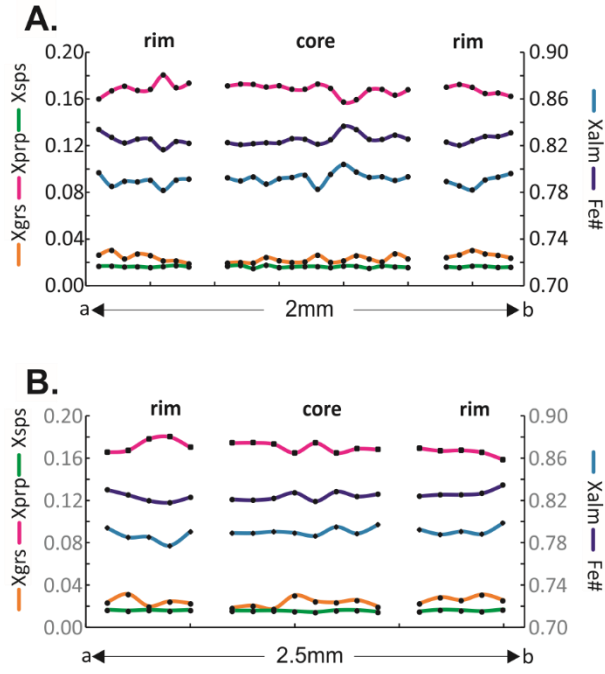 A.
rim core rim
0.20 0.90
0.16 0.86
0.12 0.82
0.08 0.78
0.04 0.74
0.00 0.70
Xgrs Xprp Xsps
Xalm Fe#
a 2mm b
B.
rim core rim
0.20 0.90
0.16 0.86
0.12 0.82
0.08 0.78
0.04 0.74
0.00 0.70
Xgrs Xprp Xsps
Xalm Fe#
a 2.5mm b